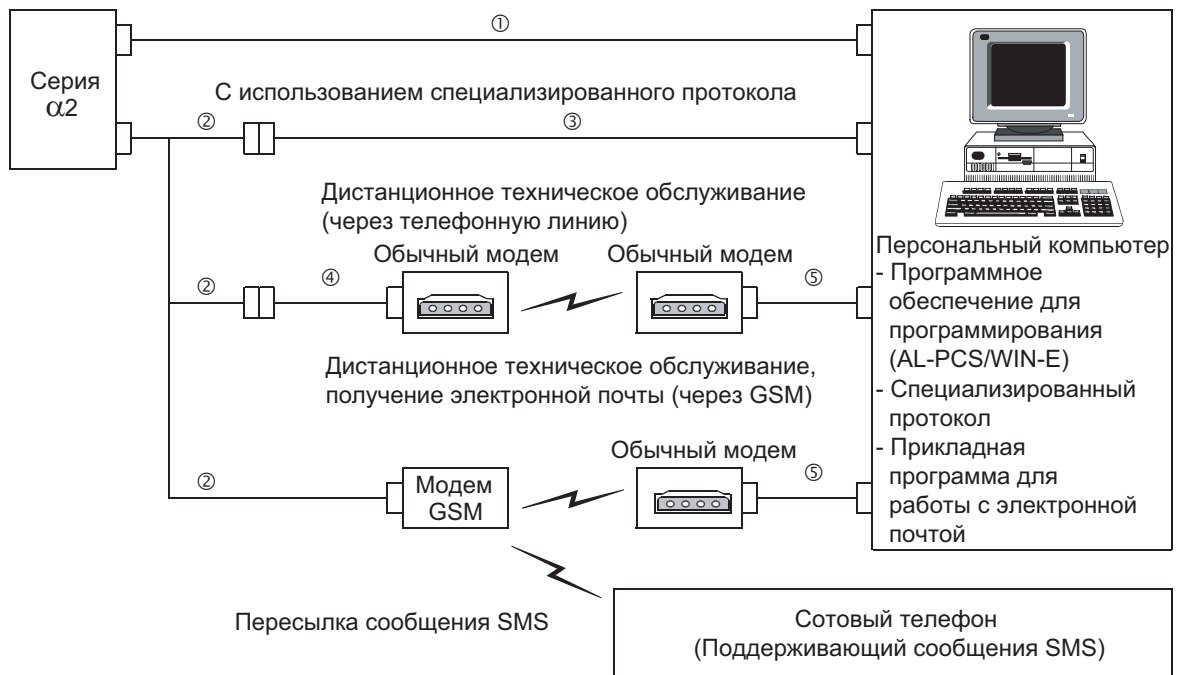 ①
Серия
α2
С использованием специализированного протокола
②
③
Дистанционное техническое обслуживание
(через телефонную линию)
Обычный модем
Обычный модем
②
④
⑤
Дистанционное техническое обслуживание,
получение электронной почты (через GSM)
Обычный модем
②
Модем
GSM
⑤
Персональный компьютер
- Программное
обеспечение для
программирования
(AL-PCS/WIN-E)
- Специализированный
протокол
- Прикладная
программа для
работы с электронной
почтой
Пересылка сообщения SMS
Сотовый телефон
(Поддерживающий сообщения SMS)